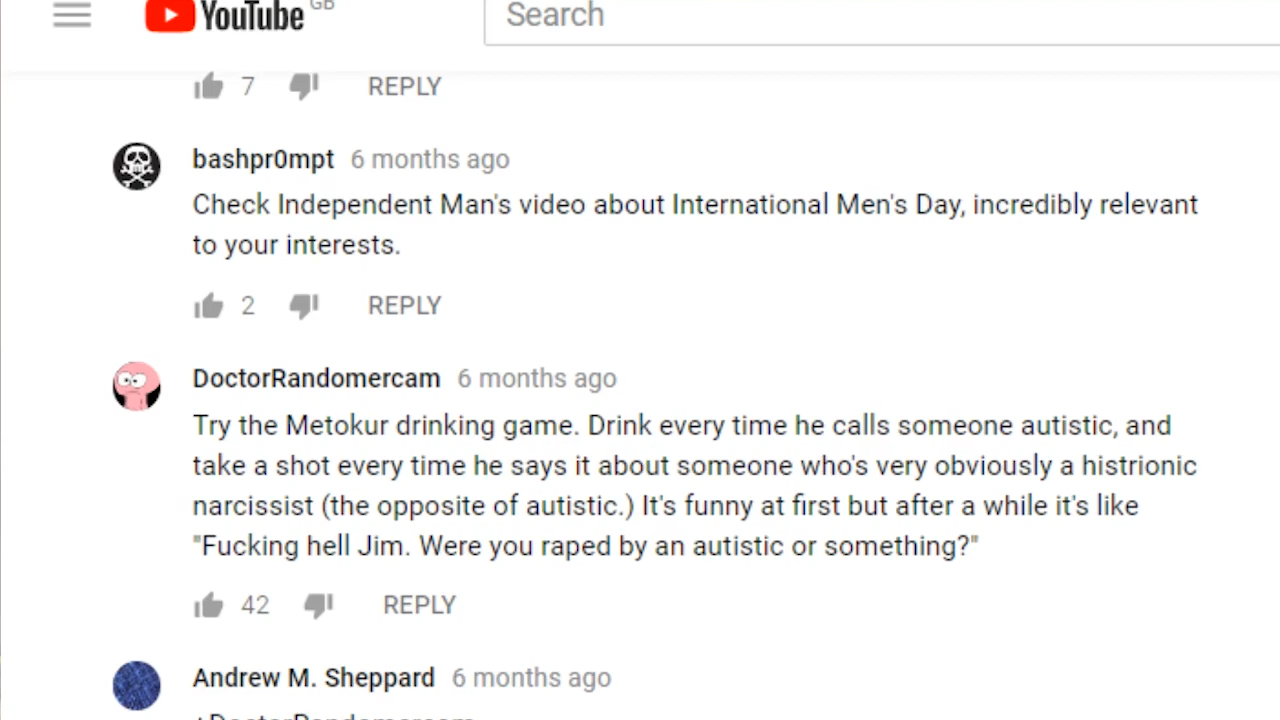 YouTube GB
Search
7 REPLY
bashpr0mpt 6 months ago
Check Independent Man's video about International Men's Day, incredibly relevant
to your interests.
2 REPLY
DoctorRandomercam 6 months ago
Try the Metokur drinking game. Drink every time he calls someone autistic, and
take a shot every time he says it about someone who's very obviously a histrionic
narcissist (the opposite of autistic.) It's funny at first but after a while it's like
"Fucking hell Jim. Were you raped by an autistic or something?"
42 REPLY
Andrew M. Sheppard 6 months ago
+DoctorRandomercam